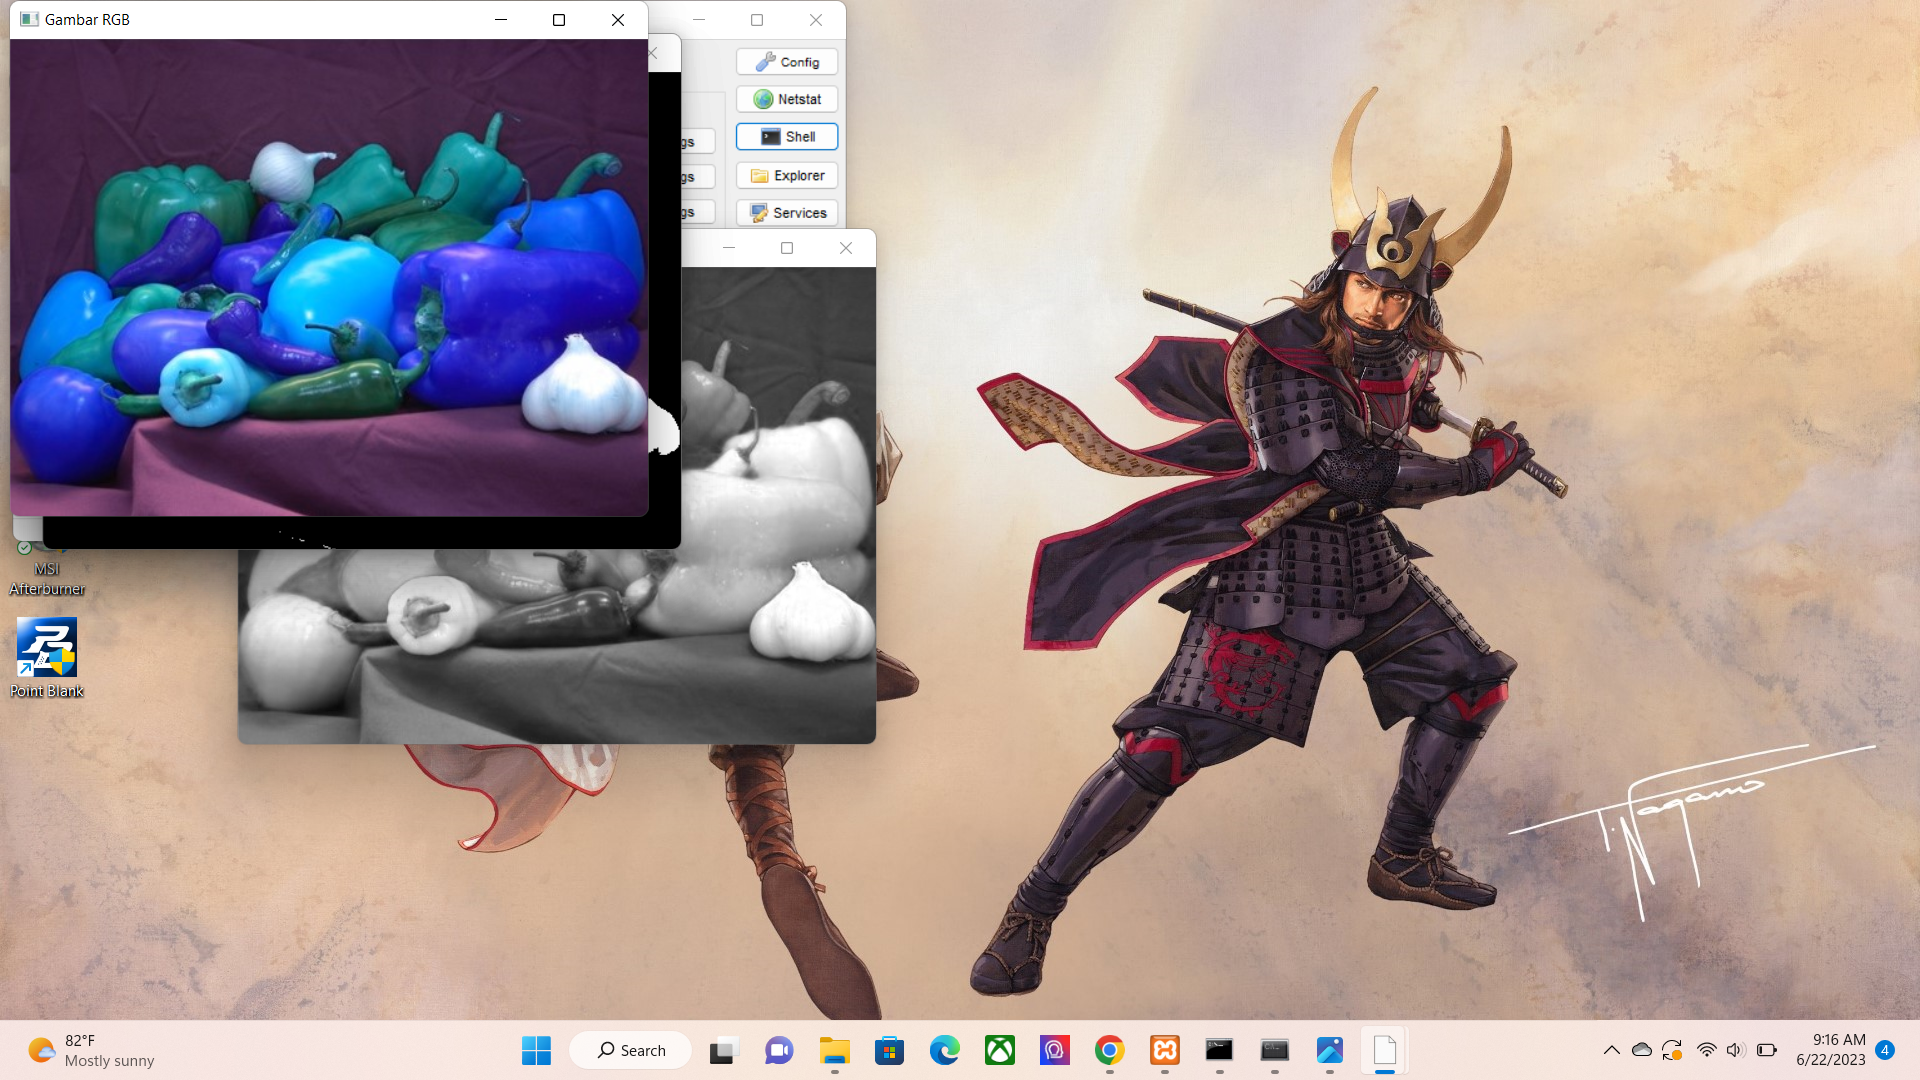 Gambar RGB
Config
Netstat
gs
Shell
gs
Explorer
gs
Services
MSI
Afterburner
Point Blank
T. Nagano
82°F
Mostly sunny
Search
9:16 AM
6/22/2023
4